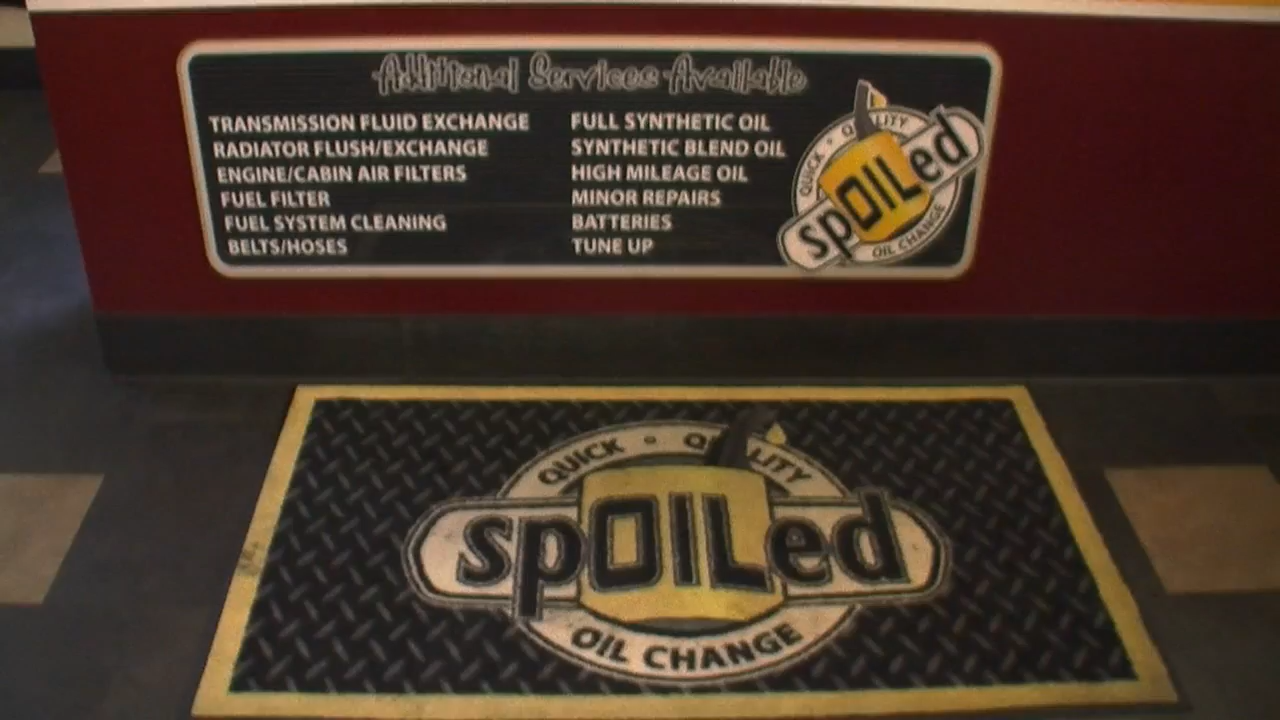 Additional Services Available
TRANSMISSION FLUID EXCHANGE
RADIATOR FLUSH/EXCHANGE
ENGINE/CABIN AIR FILTERS
FUEL FILTER
FUEL SYSTEM CLEANING
BELTS/HOSES
FULL SYNTHETIC OIL
SYNTHETIC BLEND OIL
HIGH MILEAGE OIL
MINOR REPAIRS
BATTERIES
TUNE UP
QUICK • QUALITY
spOILed
OIL CHANGE
QUICK • QUALITY
spOILed
OIL CHANGE